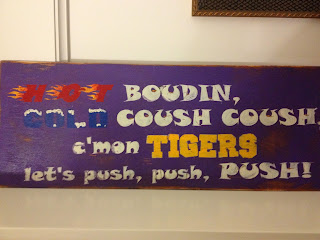 HOT BOUDIN,
COLD COUSH COUSH,
c'mon TIGERS
let's push, push, PUSH!